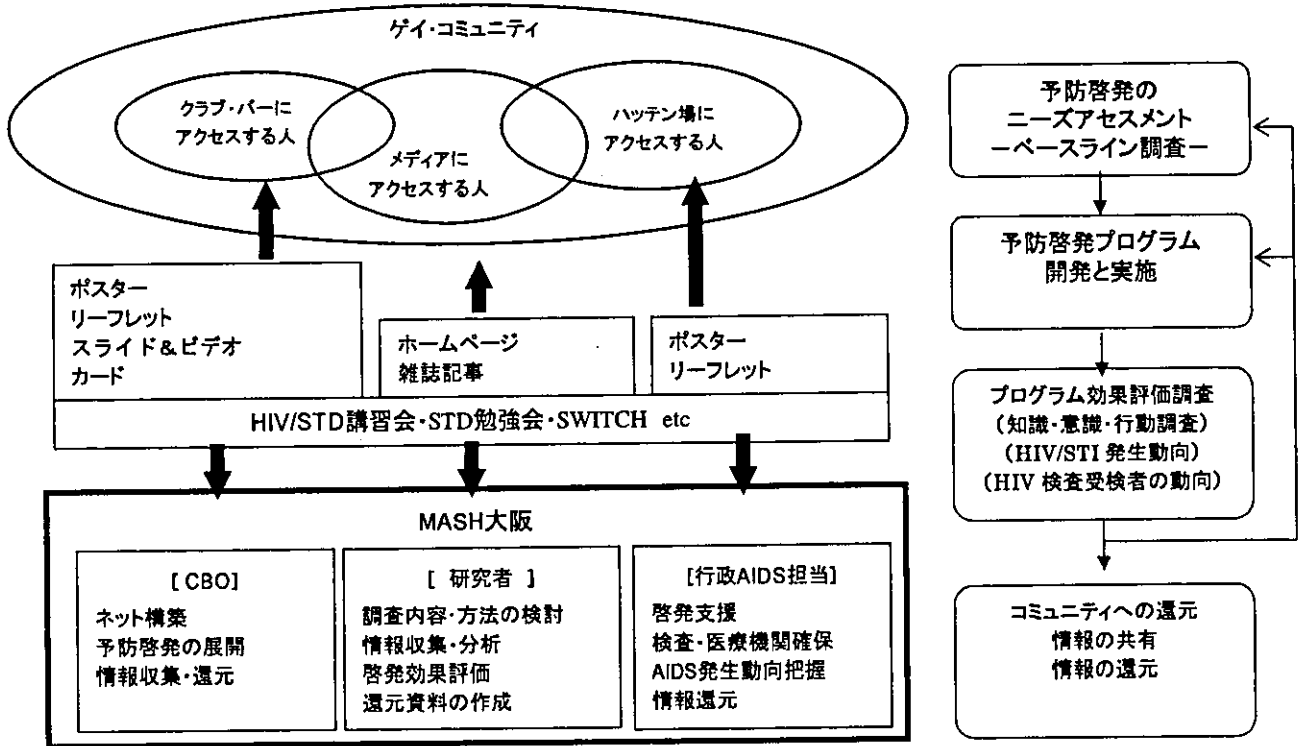 ゲイ・コミュニティ
クラブ・バーに
アクセスする人
メディアに
アクセスする人
ハッテン場に
アクセスする人
ポスター
リーフレット
スライド&ビデオ
カード
ホームページ
雑誌記事
ポスター
リーフレット
HIV/STD講習会・STD勉強会・SWITCH etc
MASH大阪
[CBO]
ネット構築
予防啓発の展開
情報収集・還元
[ 研究者 ]
調査内容・方法の検討
情報収集・分析
啓発効果評価
還元資料の作成
[行政AIDS担当]
啓発支援
検査・医療機関確保
AIDS発生動向把握
情報還元
予防啓発の
ニーズアセスメント
ーベースライン調査ー
予防啓発プログラム
開発と実施
プログラム効果評価調査
(知識・意識・行動調査)
(HIV/STI 発生動向)
(HIV 検査受検者の動向)
コミュニティへの還元
情報の共有
情報の還元